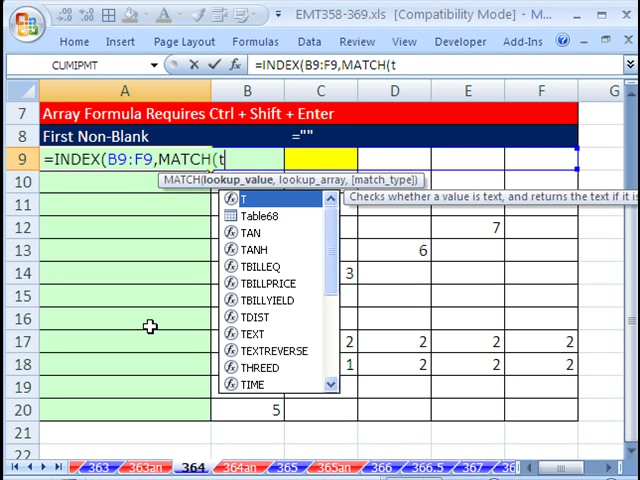 EMT358-369.xls [Compatibility Mode] - M...
Home Insert Formulas Data Review View Developer Add-Ins
CUMIPMT =INDEX(B9:F9,MATCH(t
A B C D E F G
7 Array Formula Requires Ctrl + Shift + Enter
8 First Non-Blank =""
9 =INDEX(B9:F9,MATCH(t
MATCH(lookup_value, lookup_array, [match_type])
10
T Checks whether a value is text, and returns the text if it is
11 Table68
12 TAN 7
TANH
13 6
TBILLEQ
14 3
TBILLPRICE
15 TBILLYIELD
16 TDIST
TEXT
17 2 2 2 2
TEXTREVERSE
18 THREED 1 2 2 2
19 TIME
20 5
21
22
363 363an 364 364an 365 365an 366 366.5 367